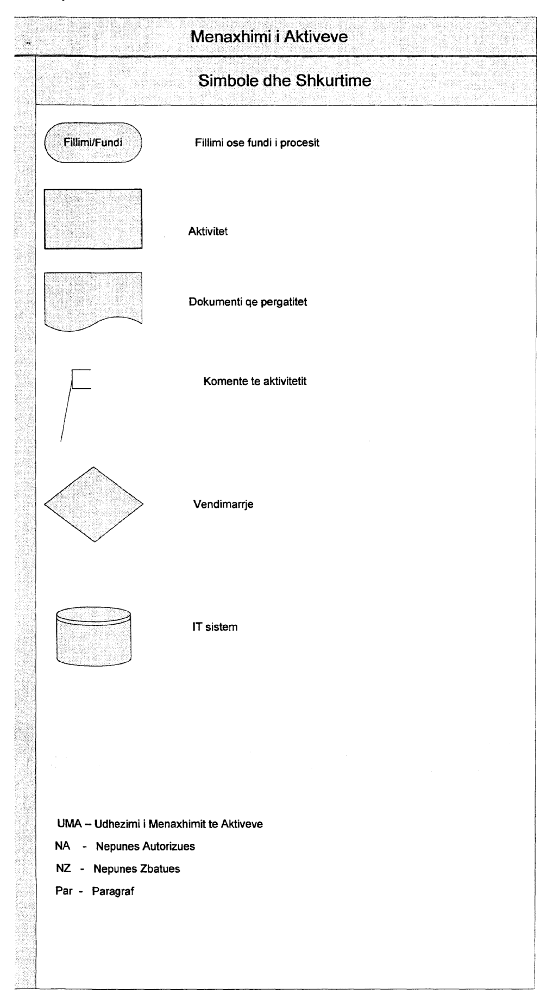 Menaxhimi i Aktiveve
Simbole dhe Shkurtime
Fillimi/Fundi
Fillimi ose fundi i procesit
Aktivitet
Dokumenti qe pergatitet
Komente te aktivitetit
Vendimarrje
IT sistem
UMA – Udhezimi i Menaxhimit te Aktiveve
NA - Nepunes Autorizues
NZ - Nepunes Zbatues
Par - Paragraf